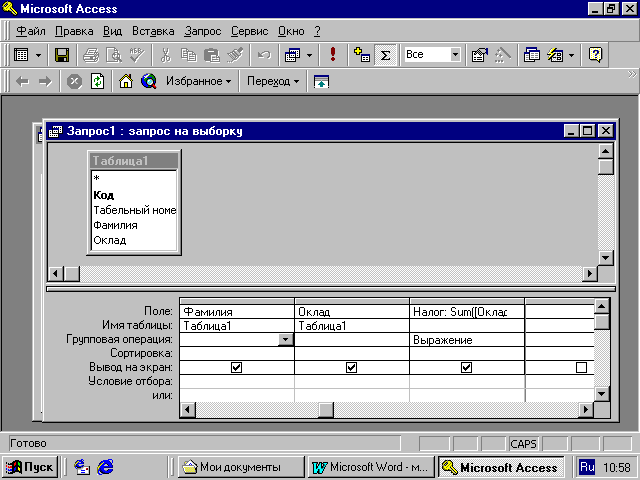 Microsoft Access
Файл Правка Вид Вставка Запрос Сервис Окно ?
Все
Избранное Переход
Запрос1 : запрос на выборку
Таблица1
*
Код
Табельный номе
Фамилия
Оклад
Поле: Фамилия Оклад Налог: Sum([Оклад
Имя таблицы: Таблица1 Таблица1
Групповая операция: Выражение
Сортировка:
Вывод на экран:
Условие отбора:
или:
Готово CAPS
Пуск Мои документы Microsoft Word - м... Microsoft Access Ru 10:58